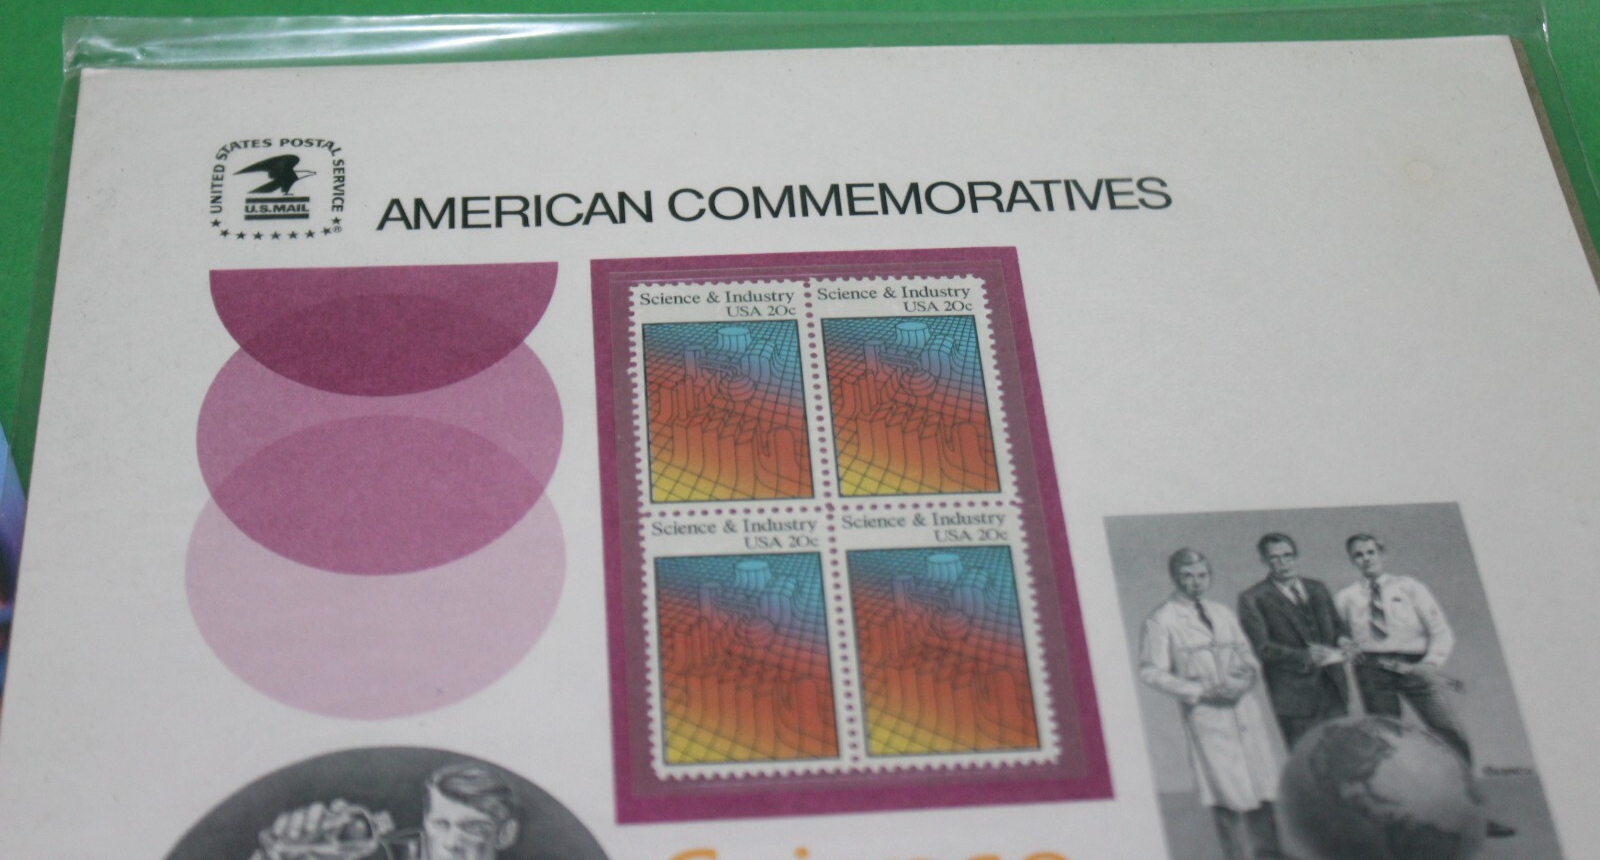 UNITED STATES POSTAL SERVICE
U.S.MAIL
®
AMERICAN COMMEMORATIVES
Science & Industry
USA 20c
Science & Industry
USA 20c
Science & Industry
USA 20c
Science & Industry
USA 20c
Science